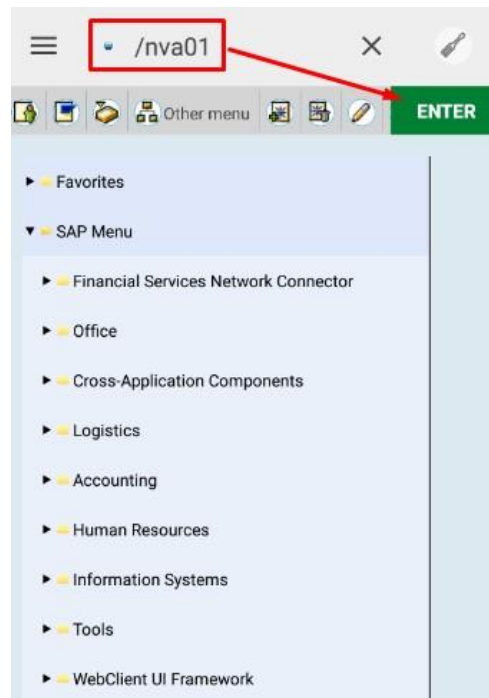 /nva01
Other menu
ENTER
Favorites
SAP Menu
Financial Services Network Connector
Office
Cross-Application Components
Logistics
Accounting
Human Resources
Information Systems
Tools
WebClient UI Framework